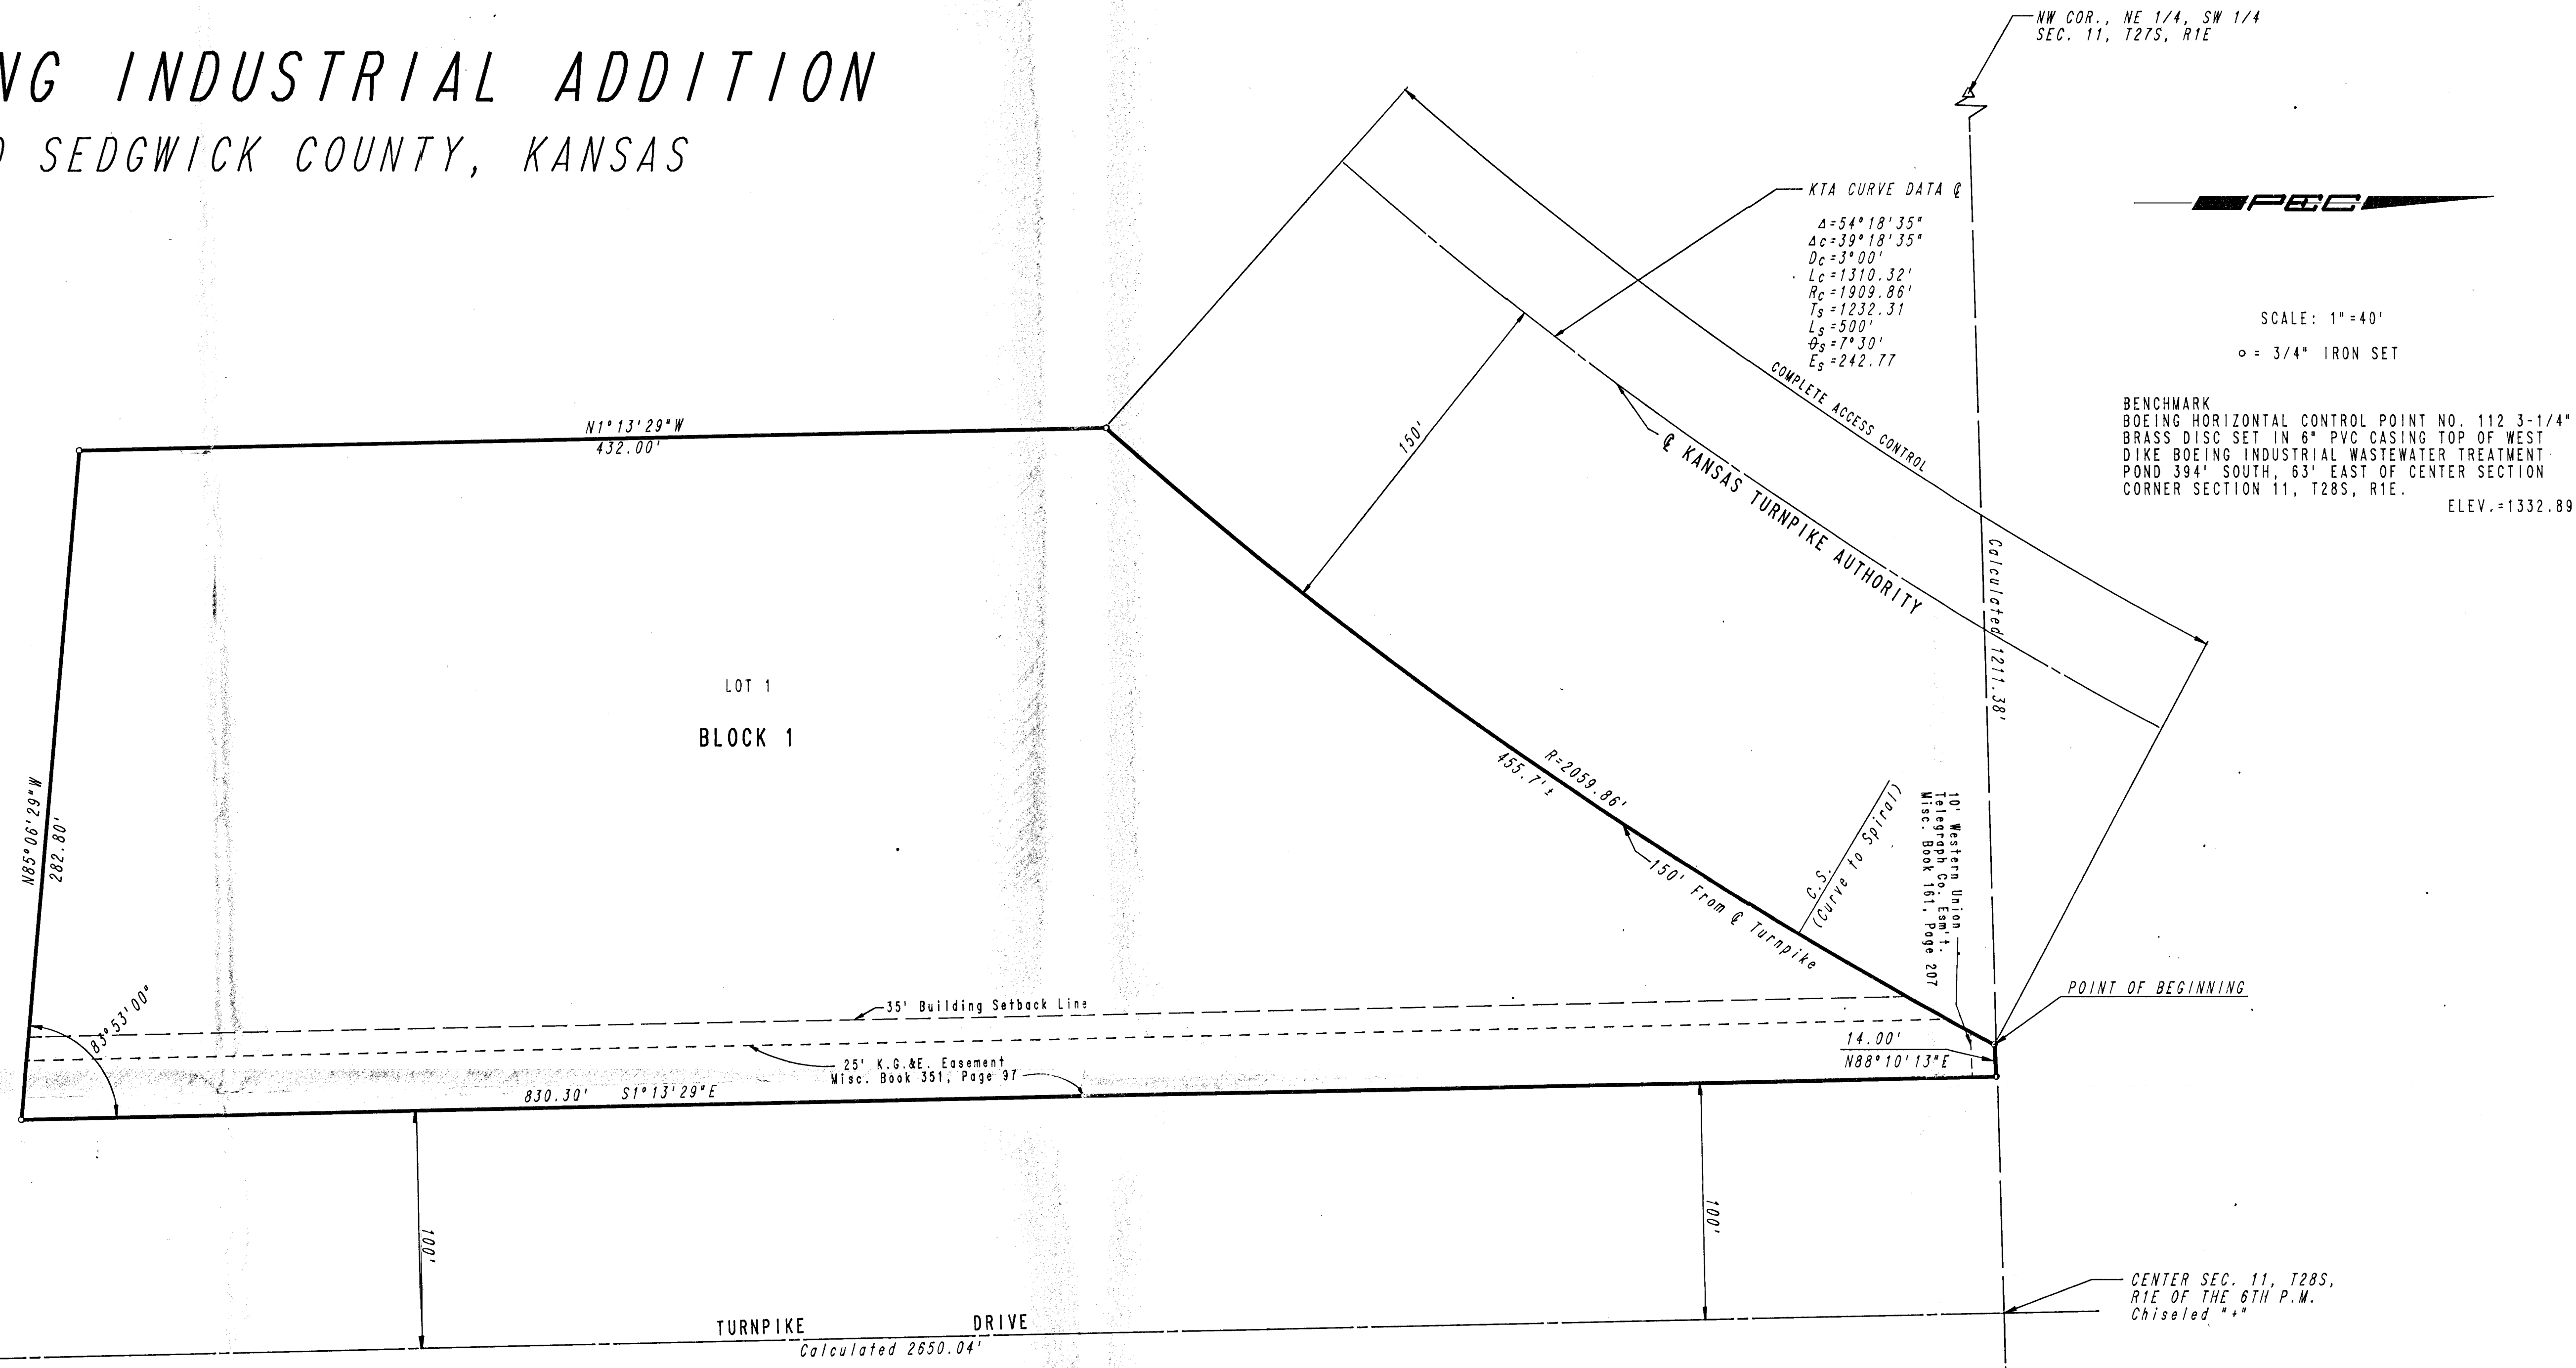 NG INDUSTRIAL ADDITION
SEDGWICK COUNTY, KANSAS
NW COR., NE 1/4, SW 1/4
SEC. 11, T27S, R1E
KTA CURVE DATA ℄
Δ=54°18'35"
Δc=39°18'35"
Dc=3°00'
Lc=1310.32'
Rc=1909.86'
Ts=1232.31
Ls=500'
θs=7°30'
Es=242.77
PEC
SCALE: 1"=40'
o = 3/4" IRON SET
BENCHMARK
BOEING HORIZONTAL CONTROL POINT NO. 112 3-1/4"
BRASS DISC SET IN 6" PVC CASING TOP OF WEST
DIKE BOEING INDUSTRIAL WASTEWATER TREATMENT
POND 394' SOUTH, 63' EAST OF CENTER SECTION
CORNER SECTION 11, T28S, R1E.
ELEV.=1332.89
COMPLETE ACCESS CONTROL
℄ KANSAS TURNPIKE AUTHORITY
150'
Calculated 1211.38'
N1°13'29"W
432.00'
LOT 1
BLOCK 1
N85°06'29"W
282.80'
R=2059.86'
455.7'±
150' From ℄ Turnpike
C.S.
(Curve to Spiral)
10' Western Union
Telegraph Co. Esm't.
Misc. Book 161, Page 207
POINT OF BEGINNING
83°53'00"
35' Building Setback Line
25' K.G.&E. Easement
Misc. Book 351, Page 97
14.00'
N88°10'13"E
830.30' S1°13'29"E
100'
100'
TURNPIKE DRIVE
Calculated 2650.04'
CENTER SEC. 11, T28S,
R1E OF THE 6TH P.M.
Chiseled "+"